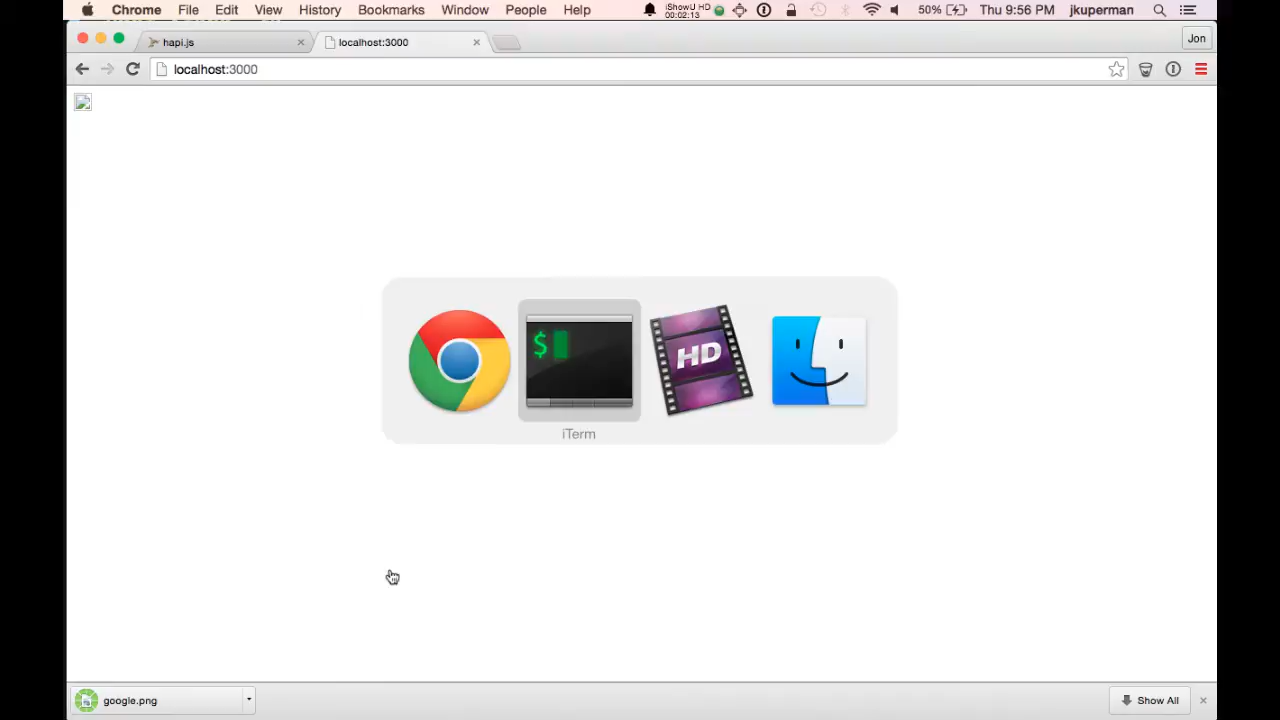 Chrome File Edit View History Bookmarks Window People Help iShowU HD 00:02:13 50% Thu 9:56 PM jkuperman
hapi.js localhost:3000 Jon
localhost:3000
HD
$
iTerm
google.png Show All